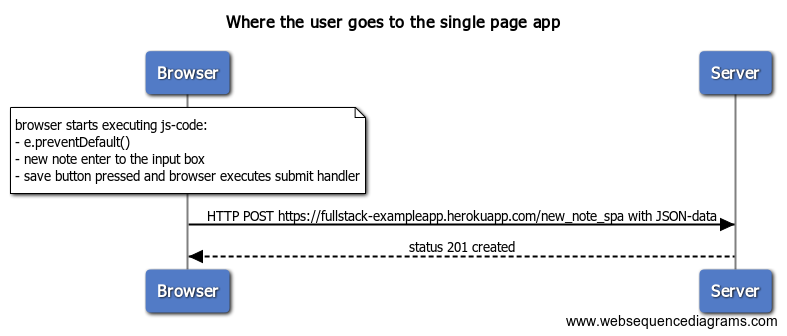 Where the user goes to the single page app
Browser
Server
browser starts executing js-code:
- e.preventDefault()
- new note enter to the input box
- save button pressed and browser executes submit handler
HTTP POST https://fullstack-exampleapp.herokuapp.com/new_note_spa with JSON-data
status 201 created
Browser
Server
www.websequencediagrams.com